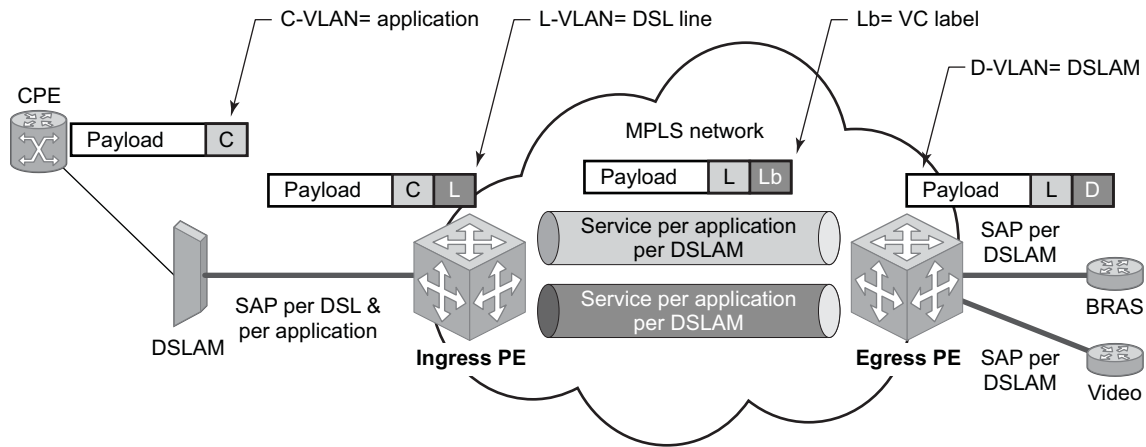 C-VLAN= application
L-VLAN= DSL line
Lb= VC label
D-VLAN= DSLAM
CPE
Payload C
MPLS network
Payload C L
Payload L Lb
Payload L D
Service per application
per DSLAM
SAP per
DSLAM
SAP per DSL &
per application
Service per application
per DSLAM
BRAS
DSLAM
Ingress PE
Egress PE
SAP per
DSLAM
Video